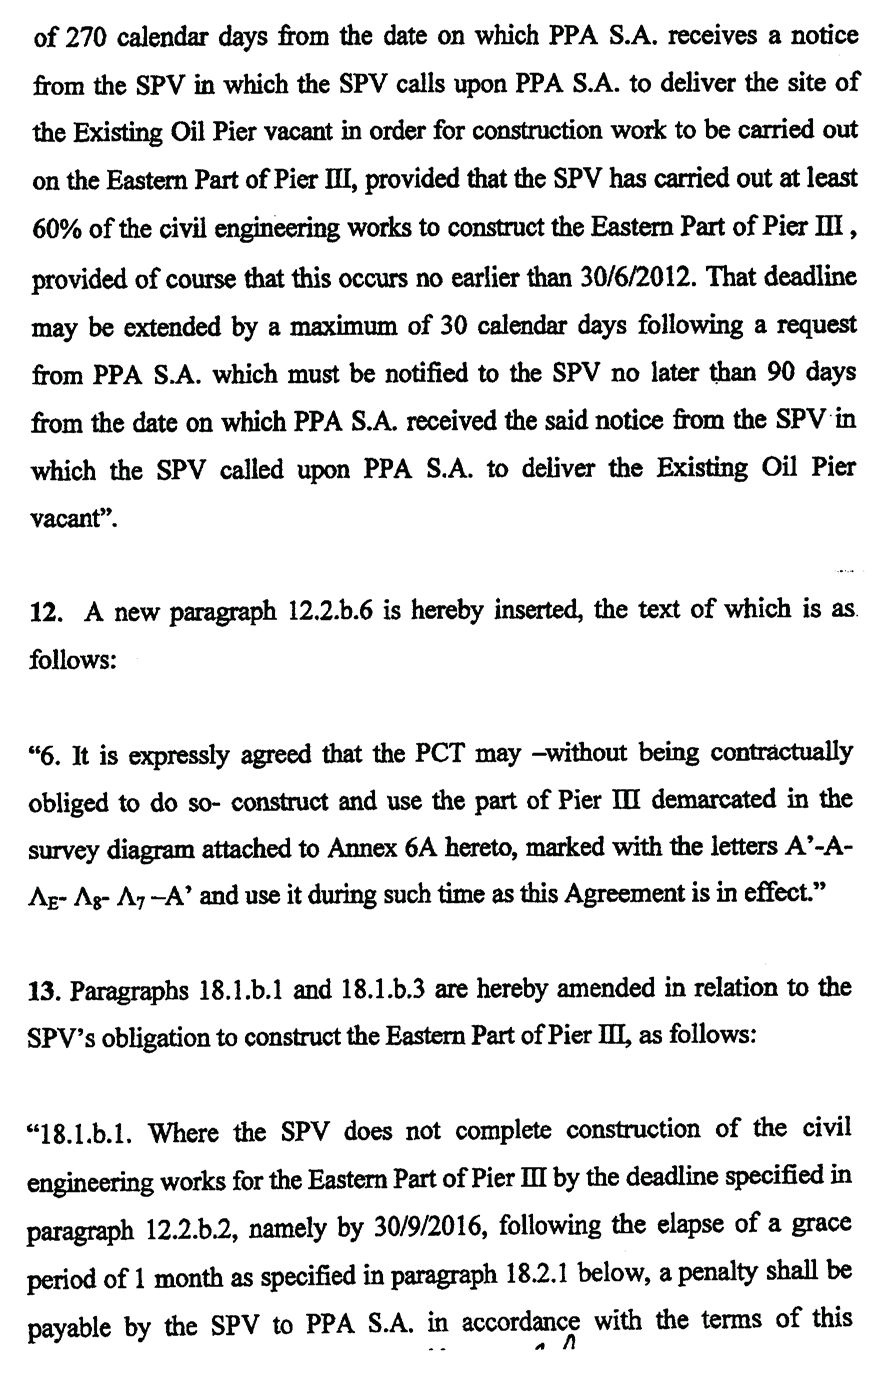 of 270 calendar days from the date on which PPA S.A. receives a notice
from the SPV in which the SPV calls upon PPA S.A. to deliver the site of
the Existing Oil Pier vacant in order for construction work to be carried out
on the Eastern Part of Pier III, provided that the SPV has carried out at least
60% of the civil engineering works to construct the Eastern Part of Pier III ,
provided of course that this occurs no earlier than 30/6/2012. That deadline
may be extended by a maximum of 30 calendar days following a request
from PPA S.A. which must be notified to the SPV no later than 90 days
from the date on which PPA S.A. received the said notice from the SPV in
which the SPV called upon PPA S.A. to deliver the Existing Oil Pier
vacant”.
12. A new paragraph 12.2.b.6 is hereby inserted, the text of which is as
follows:
“6. It is expressly agreed that the PCT may –without being contractually
obliged to do so- construct and use the part of Pier III demarcated in the
survey diagram attached to Annex 6A hereto, marked with the letters A’-A-
Λ<sub>E</sub>- Λ<sub>8</sub>- Λ<sub>7</sub> –A’ and use it during such time as this Agreement is in effect.”
13. Paragraphs 18.1.b.1 and 18.1.b.3 are hereby amended in relation to the
SPV’s obligation to construct the Eastern Part of Pier III, as follows:
“18.1.b.1. Where the SPV does not complete construction of the civil
engineering works for the Eastern Part of Pier III by the deadline specified in
paragraph 12.2.b.2, namely by 30/9/2016, following the elapse of a grace
period of 1 month as specified in paragraph 18.2.1 below, a penalty shall be
payable by the SPV to PPA S.A. in accordance with the terms of this